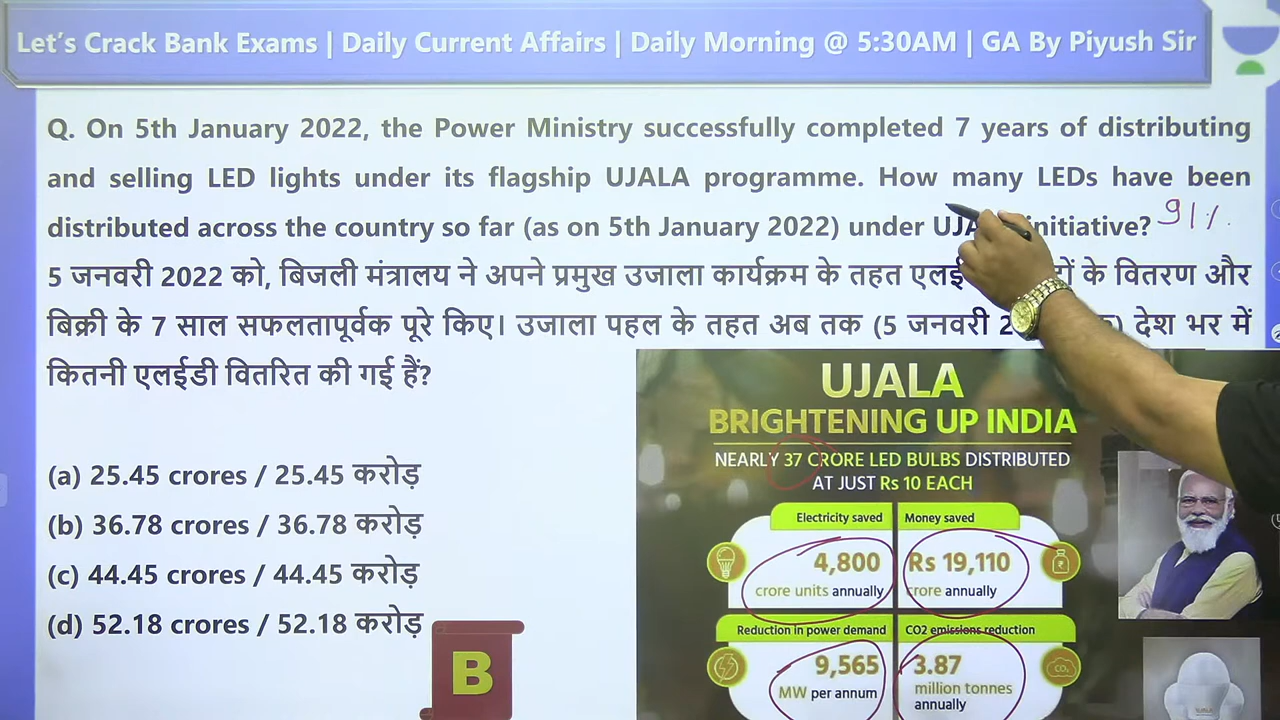 Let's Crack Bank Exams | Daily Current Affairs | Daily Morning @ 5:30AM | GA By Piyush Sir
Q. On 5th January 2022, the Power Ministry successfully completed 7 years of distributing
and selling LED lights under its flagship UJALA programme. How many LEDs have been
distributed across the country so far (as on 5th January 2022) under initiative? 91%
5 जनवरी 2022 को, बिजली मंत्रालय ने अपने प्रमुख उजाला कार्यक्रम के तहत के वितरण और
बिक्री के 7 साल सफलतापूर्वक पूरे किए। उजाला पहल के तहत अब तक (5 जनवरी देश भर में
कितनी एलईडी वितरित की गई हैं?
(a) 25.45 crores / 25.45 करोड़
(b) 36.78 crores / 36.78 करोड़
(c) 44.45 crores / 44.45 करोड़
(d) 52.18 crores / 52.18 करोड़
B
UJALA
BRIGHTENING UP INDIA
NEARLY 37 CRORE LED BULBS DISTRIBUTED
AT JUST Rs 10 EACH
Electricity saved
4,800
crore units annually
Money saved
Rs 19,110
crore annually
Reduction in power demand
9,565
MW per annum
CO2 emissions reduction
3.87
million tonnes
annually
CO₂